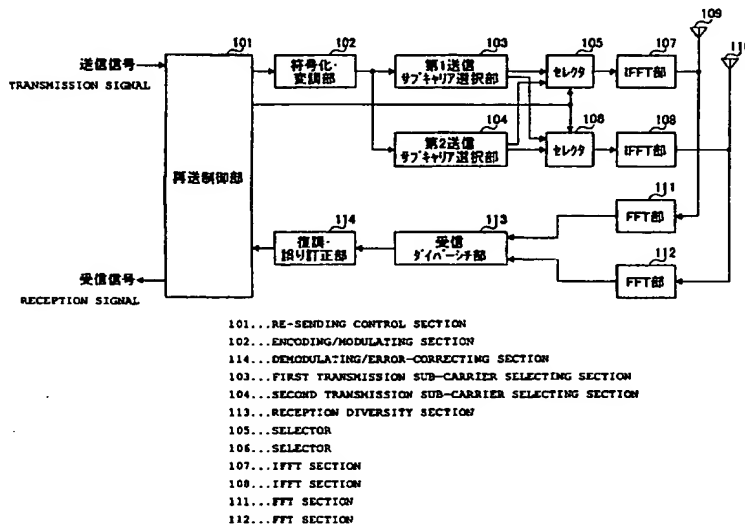 101
102
103
105
107
109
110
送信信号
TRANSMISSION SIGNAL
符号化・
変調部
第1送信
サブキャリア選択部
セレクタ
IFFT部
104
106
108
第2送信
サブキャリア選択部
セレクタ
IFFT部
再送制御部
111
FFT部
114
113
112
復調・
誤り訂正部
受信
ダイバーシチ部
FFT部
受信信号
RECEPTION SIGNAL
101...RE-SENDING CONTROL SECTION
102...ENCODING/MODULATING SECTION
114...DEMODULATING/ERROR-CORRECTING SECTION
103...FIRST TRANSMISSION SUB-CARRIER SELECTING SECTION
104...SECOND TRANSMISSION SUB-CARRIER SELECTING SECTION
113...RECEPTION DIVERSITY SECTION
105...SELECTOR
106...SELECTOR
107...IFFT SECTION
108...IFFT SECTION
111...FFT SECTION
112...FFT SECTION